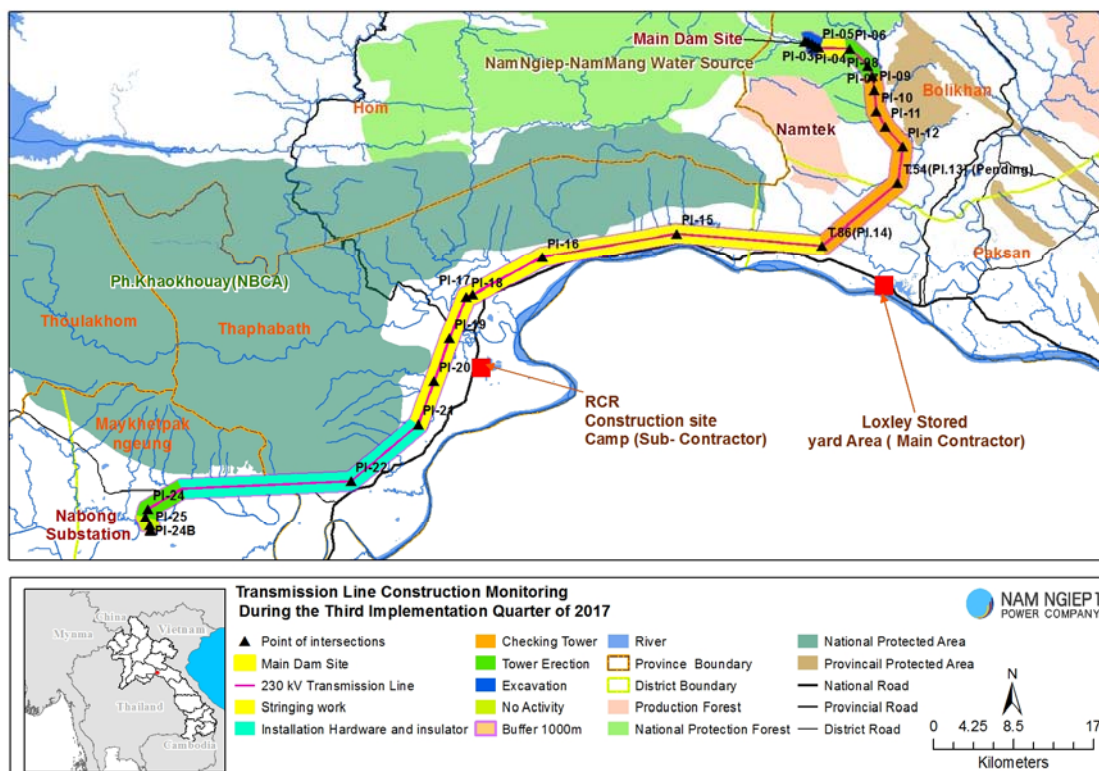 Main Dam Site
PI-05
PI-06
PI-03
PI-04
PI-08
NamNgiep-NamMang Water Source
PI-09
Bolikhan
PI-10
Hom
PI-11
Namtek
PI-12
T.54(PI.13) (Pending)
PI-15
T.86(PI.14)
PI-16
Paksan
Ph.Khaokhouay(NBCA)
PI-17
PI-18
Thoulakhom
Thaphabath
PI-19
PI-20
RCR
Construction site
Camp (Sub- Contractor)
Loxley Stored
yard Area ( Main Contractor)
PI-21
Maykhetpak
ngeung
PI-22
PI-24
Nabong
Substation
PI-25
PI-24B
Transmission Line Construction Monitoring
During the Third Implementation Quarter of 2017
NAM NGIEP1
POWER COMPANY
China
Mynma
Vietnam
Thailand
Cambodia
Point of intersections
Main Dam Site
230 kV Transmission Line
Stringing work
Installation Hardware and insulator
Checking Tower
Tower Erection
Excavation
No Activity
Buffer 1000m
River
Province Boundary
District Boundary
Production Forest
National Protection Forest
National Protected Area
Provincail Protected Area
National Road
Provincial Road
District Road
N
0 4.25 8.5 17
Kilometers